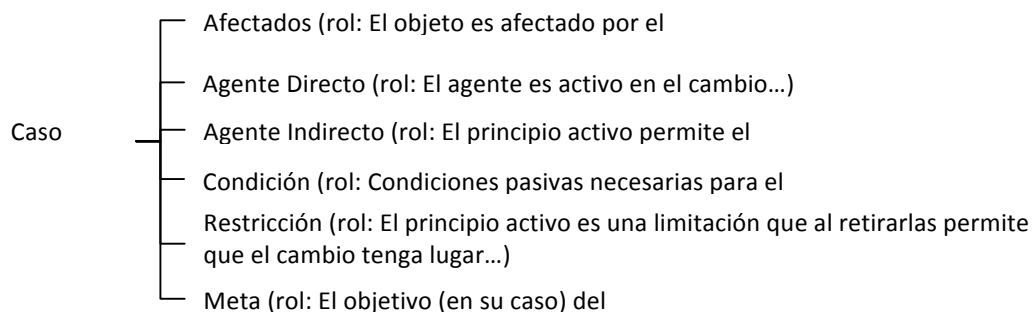 Afectados (rol: El objeto es afectado por el
Agente Directo (rol: El agente es activo en el cambio…)
Caso
Agente Indirecto (rol: El principio activo permite el
Condición (rol: Condiciones pasivas necesarias para el
Restricción (rol: El principio activo es una limitación que al retirarlas permite
que el cambio tenga lugar…)
Meta (rol: El objetivo (en su caso) del